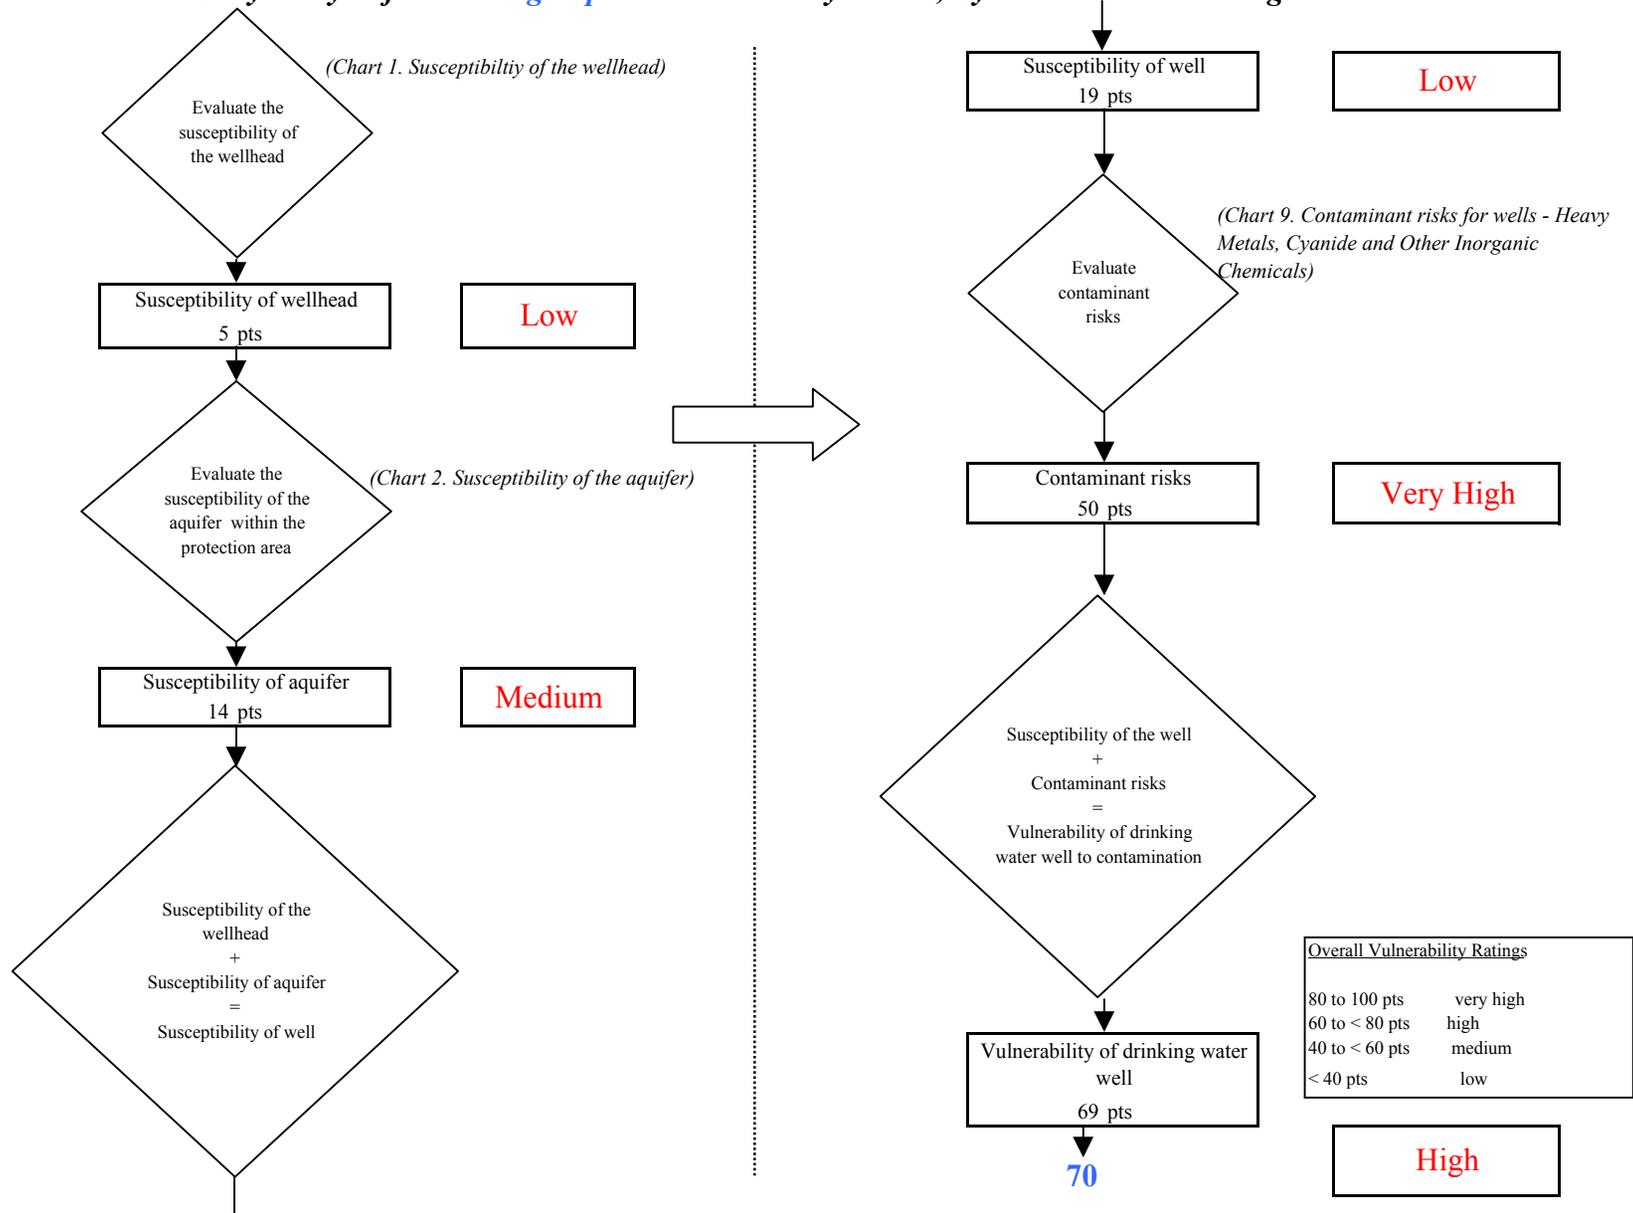 (Chart 1. Susceptibiltiy of the wellhead)
Evaluate the
susceptibility of
the wellhead
Susceptibility of wellhead
5 pts
Low
Evaluate the
susceptibility of the
aquifer within the
protection area
(Chart 2. Susceptibility of the aquifer)
Susceptibility of aquifer
14 pts
Medium
Susceptibility of the
wellhead
+
Susceptibility of aquifer
=
Susceptibility of well
Susceptibility of well
19 pts
Low
(Chart 9. Contaminant risks for wells - Heavy
Metals, Cyanide and Other Inorganic
Chemicals)
Evaluate
contaminant
risks
Contaminant risks
50 pts
Very High
Susceptibility of the well
+
Contaminant risks
=
Vulnerability of drinking
water well to contamination
Overall Vulnerability Ratings
80 to 100 pts very high
60 to < 80 pts high
40 to < 60 pts medium
< 40 pts low
Vulnerability of drinking water
well
69 pts
70
High